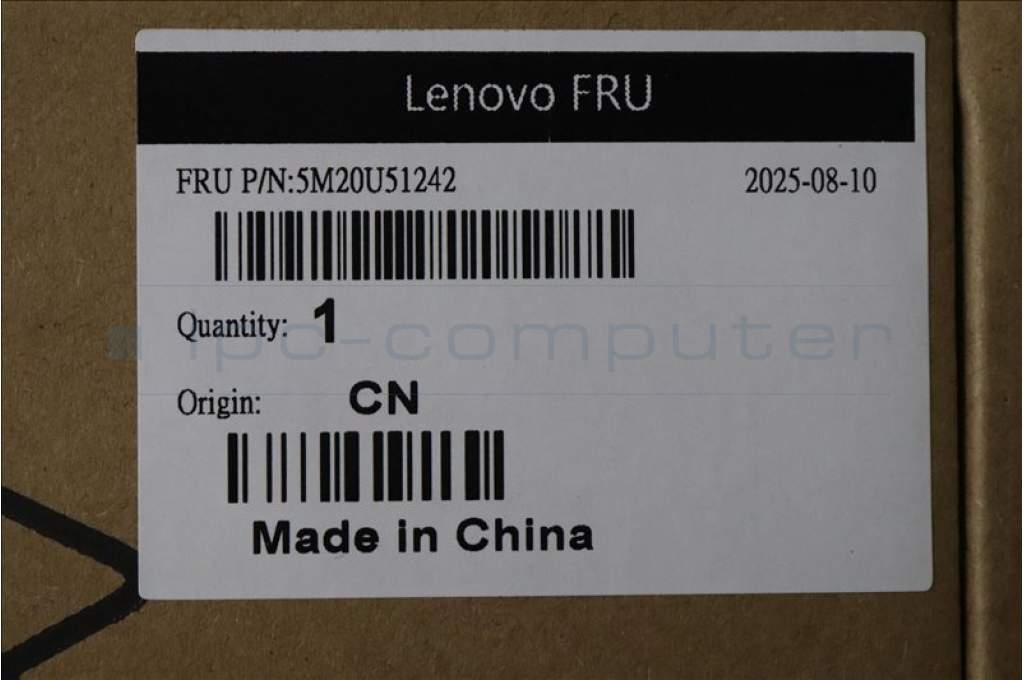 Lenovo FRU
FRU P/N:5M20U51242 2025-08-10
Quantity: 1
ipc-computer
Origin: CN
Made in China